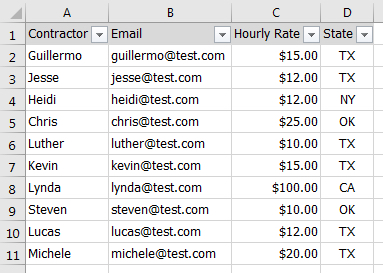 A B C D
1 Contractor Email Hourly Rate State
2 Guillermo guillermo@test.com $15.00 TX
3 Jesse jesse@test.com $12.00 TX
4 Heidi heidi@test.com $12.00 NY
5 Chris chris@test.com $25.00 OK
6 Luther luther@test.com $10.00 TX
7 Kevin kevin@test.com $15.00 TX
8 Lynda lynda@test.com $100.00 CA
9 Steven steven@test.com $10.00 OK
10 Lucas lucas@test.com $12.00 TX
11 Michele michele@test.com $20.00 TX